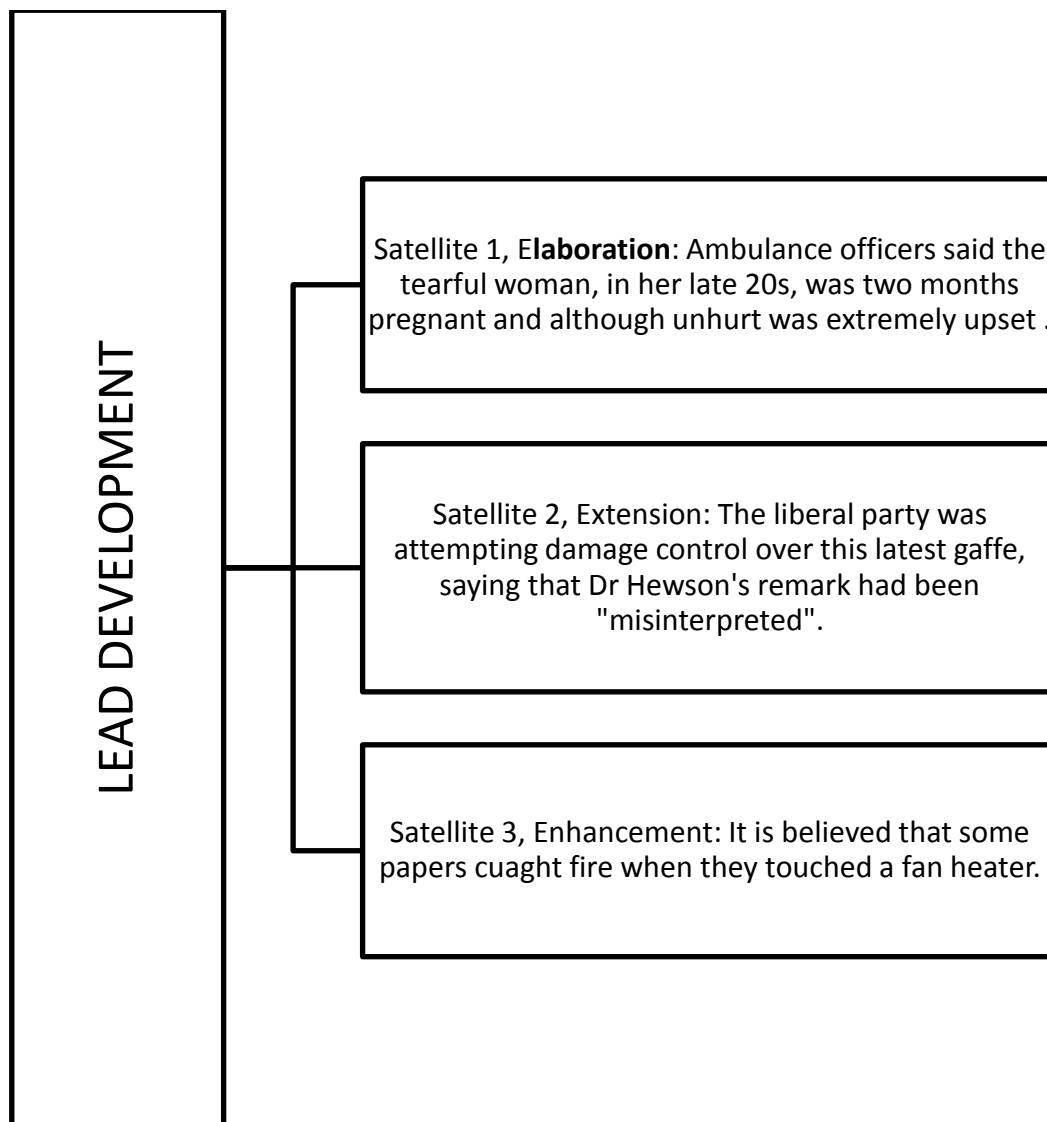 LEAD DEVELOPMENT
Satellite 1, Elaboration: Ambulance officers said the
tearful woman, in her late 20s, was two months
pregnant and although unhurt was extremely upset .
Satellite 2, Extension: The liberal party was
attempting damage control over this latest gaffe,
saying that Dr Hewson's remark had been
"misinterpreted".
Satellite 3, Enhancement: It is believed that some
papers cuaght fire when they touched a fan heater.